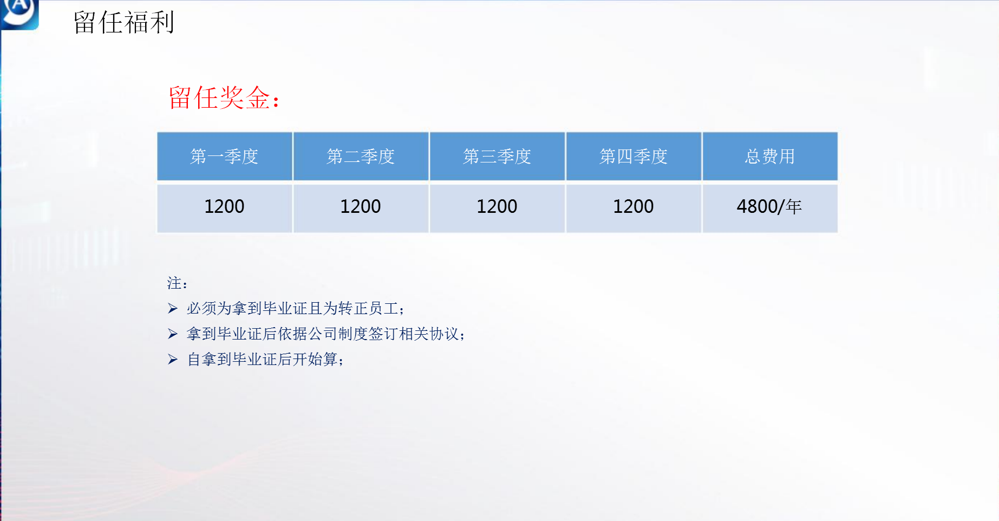 A
留任福利
留任奖金：
第一季度 第二季度 第三季度 第四季度 总费用
1200 1200 1200 1200 4800/年
注：
➢ 必须为拿到毕业证且为转正员工；
➢ 拿到毕业证后依据公司制度签订相关协议；
➢ 自拿到毕业证后开始算；